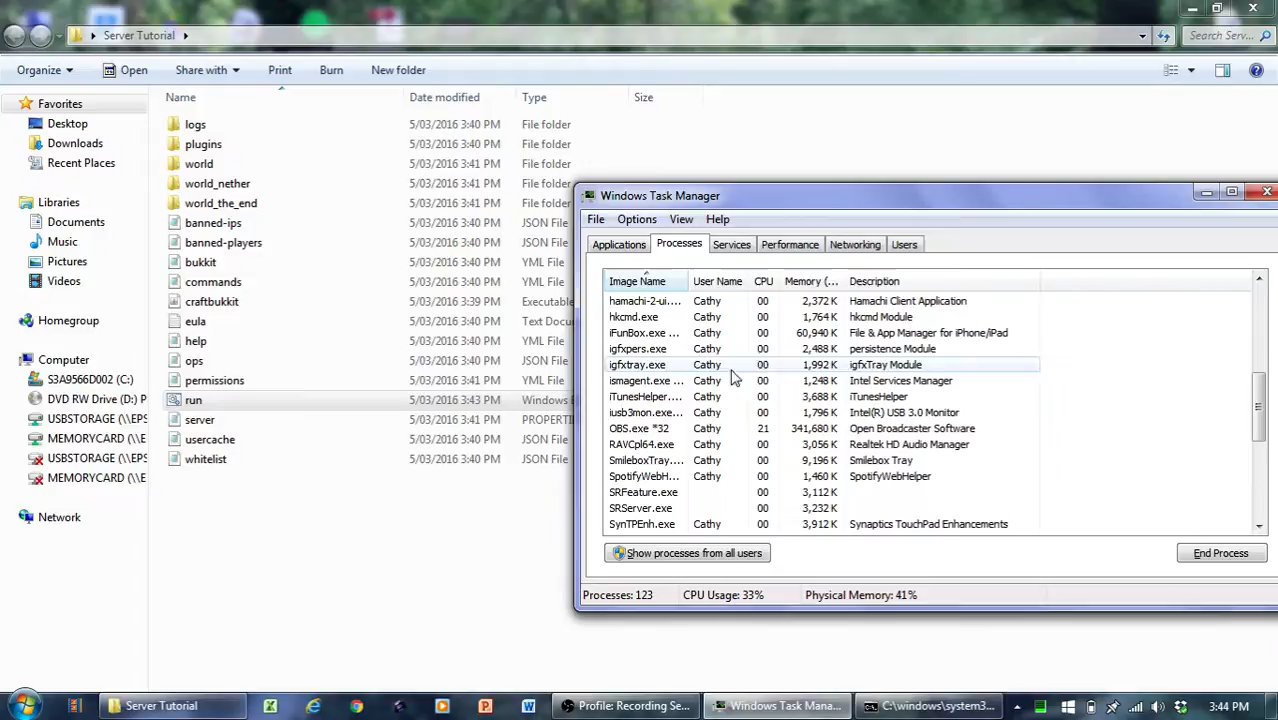 Server Tutorial
Search Serv...
Organize Open Share with Print Burn New folder
Name Date modified Type Size
Favorites
Desktop
Downloads
Recent Places
Libraries
Documents
Music
Pictures
Videos
Homegroup
Computer
S3A9566D002 (C:)
DVD RW Drive (D:)
USBSTORAGE (\\EPS
MEMORYCARD (\\EPS
USBSTORAGE (\\EPS
MEMORYCARD (\\EPS
Network
logs 5/03/2016 3:40 PM File folder
plugins 5/03/2016 3:40 PM File folder
world 5/03/2016 3:41 PM File folder
world_nether 5/03/2016 3:41 PM File folder
world_the_end 5/03/2016 3:41 PM File folder
banned-ips 5/03/2016 3:41 PM JSON File
banned-players 5/03/2016 3:41 PM JSON File
bukkit 5/03/2016 3:40 PM YML File
commands 5/03/2016 3:40 PM YML File
craftbukkit 5/03/2016 3:39 PM Executable
eula 5/03/2016 3:41 PM Text Docu
help 5/03/2016 3:40 PM YML File
ops 5/03/2016 3:41 PM JSON File
permissions 5/03/2016 3:40 PM YML File
run 5/03/2016 3:43 PM Windows
server 5/03/2016 3:41 PM PROPERTI
usercache 5/03/2016 3:40 PM JSON File
whitelist 5/03/2016 3:40 PM JSON File
Windows Task Manager
File Options View Help
Applications Processes Services Performance Networking Users
Image Name User Name CPU Memory (... Description
hamachi-2-ui.... Cathy 00 2,372 K Hamachi Client Application
hkcmd.exe Cathy 00 1,764 K hkcmd Module
iFunBox.exe ... Cathy 00 60,940 K File & App Manager for iPhone/iPad
igfxpers.exe Cathy 00 2,488 K persistence Module
igfxtray.exe Cathy 00 1,992 K igfxTray Module
ismagent.exe ... Cathy 00 1,248 K Intel Services Manager
iTunesHelper.... Cathy 00 3,688 K iTunesHelper
iusb3mon.exe... Cathy 00 1,796 K Intel(R) USB 3.0 Monitor
OBS.exe *32 Cathy 21 341,680 K Open Broadcaster Software
RAVCpl64.exe Cathy 00 3,056 K Realtek HD Audio Manager
SmileboxTray.... Cathy 00 9,196 K Smilebox Tray
SpotifyWebH... Cathy 00 1,460 K SpotifyWebHelper
SRFeature.exe 00 3,112 K
SRServer.exe 00 3,232 K
SynTPEnh.exe Cathy 00 3,912 K Synaptics TouchPad Enhancements
Show processes from all users End Process
Processes: 123 CPU Usage: 33% Physical Memory: 41%
Server Tutorial Profile: Recording Se... Windows Task Mana... C:\windows\system3... 3:44 PM